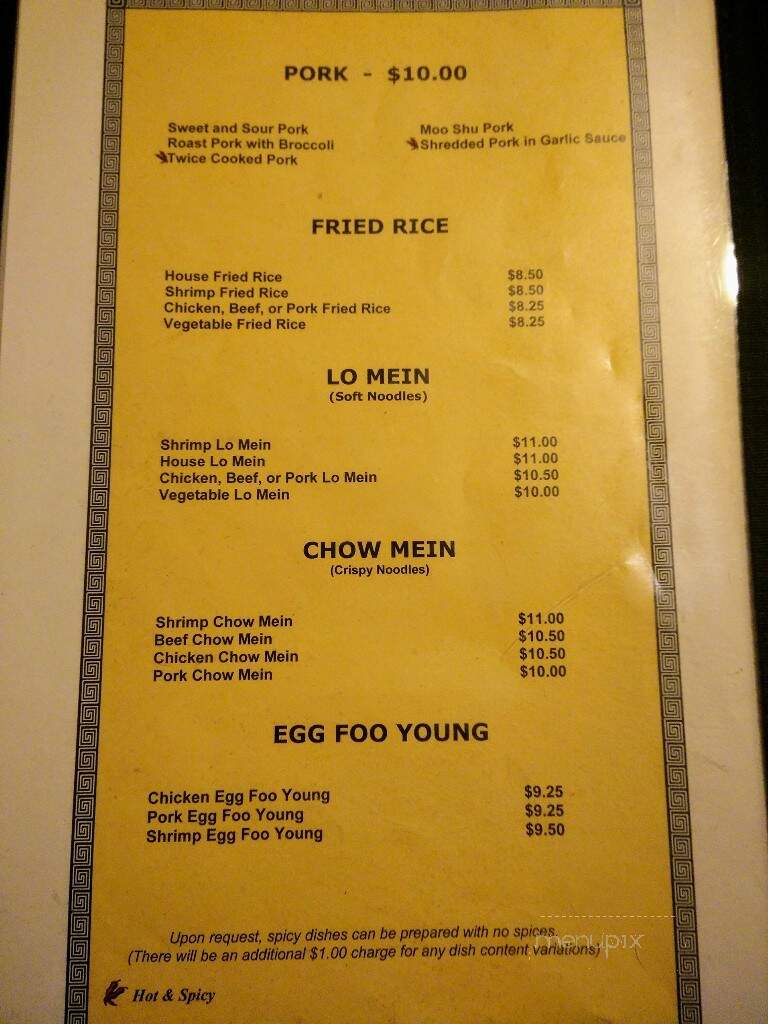 PORK - $10.00
Sweet and Sour Pork
Roast Pork with Broccoli
Twice Cooked Pork
Moo Shu Pork
Shredded Pork in Garlic Sauce
FRIED RICE
House Fried Rice $8.50
Shrimp Fried Rice $8.50
Chicken, Beef, or Pork Fried Rice $8.25
Vegetable Fried Rice $8.25
LO MEIN
(Soft Noodles)
Shrimp Lo Mein $11.00
House Lo Mein $11.00
Chicken, Beef, or Pork Lo Mein $10.50
Vegetable Lo Mein $10.00
CHOW MEIN
(Crispy Noodles)
Shrimp Chow Mein $11.00
Beef Chow Mein $10.50
Chicken Chow Mein $10.50
Pork Chow Mein $10.00
EGG FOO YOUNG
Chicken Egg Foo Young $9.25
Pork Egg Foo Young $9.25
Shrimp Egg Foo Young $9.50
Upon request, spicy dishes can be prepared with no spices.
(There will be an additional $1.00 charge for any dish content variations)
menupix
Hot & Spicy